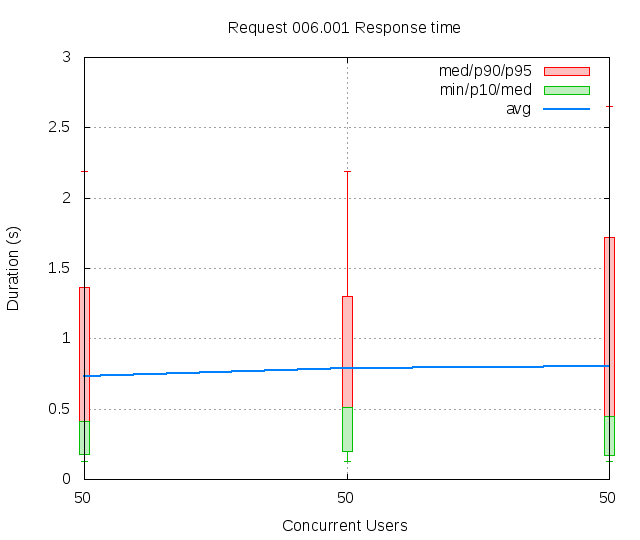 Request 006.001 Response time
3
med/p90/p95
min/p10/med
avg
2.5
2
1.5
1
0.5
0
Duration (s)
50 50 50
Concurrent Users